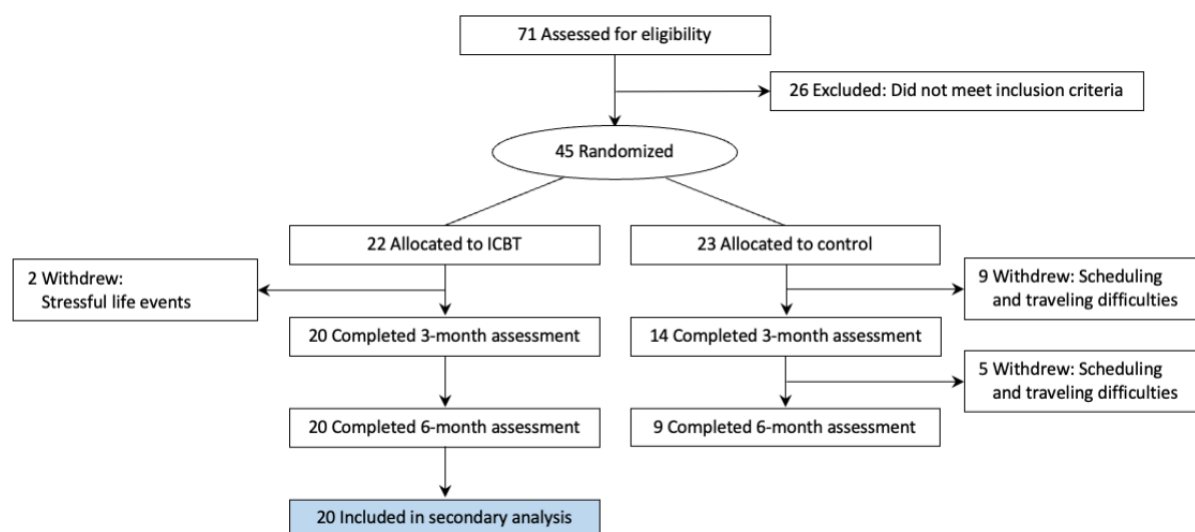 71 Assessed for eligibility
26 Excluded: Did not meet inclusion criteria
45 Randomized
22 Allocated to ICBT
23 Allocated to control
2 Withdrew:
Stressful life events
9 Withdrew: Scheduling
and traveling difficulties
20 Completed 3-month assessment
14 Completed 3-month assessment
5 Withdrew: Scheduling
and traveling difficulties
20 Completed 6-month assessment
9 Completed 6-month assessment
20 Included in secondary analysis